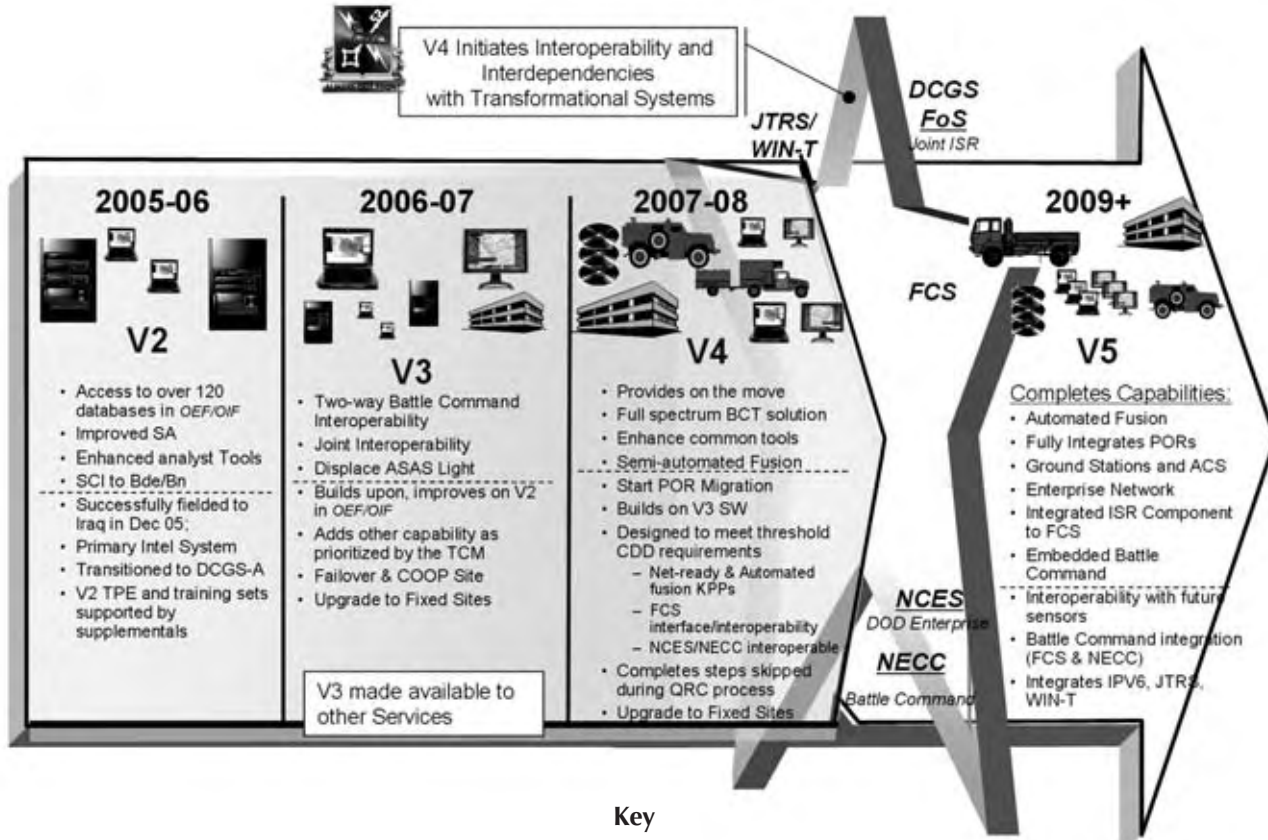 V4 Initiates Interoperability and
Interdependencies
with Transformational Systems
JTRS/
WIN-T
DCGS
FoS
Joint ISR
2005-06
V2
• Access to over 120
databases in OEF/OIF
• Improved SA
• Enhanced analyst Tools
• SCI to Bde/Bn
• Successfully fielded to
Iraq in Dec 05;
• Primary Intel System
• Transitioned to DCGS-A
• V2 TPE and training sets
supported by
supplementals
2006-07
V3
• Two-way Battle Command
Interoperability
• Joint Interoperability
• Displace ASAS Light
• Builds upon, improves on V2
in OEF/OIF
• Adds other capability as
prioritized by the TCM
• Failover & COOP Site
• Upgrade to Fixed Sites
V3 made available to
other Services
2007-08
V4
• Provides on the move
• Full spectrum BCT solution
• Enhance common tools
• Semi-automated Fusion
• Start POR Migration
• Builds on V3 SW
• Designed to meet threshold
CDD requirements
– Net-ready & Automated
fusion KPPs
– FCS
interface/interoperability
– NCES/NECC interoperable
• Completes steps skipped
during QRC process
• Upgrade to Fixed Sites
FCS
NCES
DOD Enterprise
NECC
Battle Command
2009+
V5
Completes Capabilities:
• Automated Fusion
• Fully Integrates PORs
• Ground Stations and ACS
• Enterprise Network
• Integrated ISR Component
to FCS
• Embedded Battle
Command
• Interoperability with future
sensors
• Battle Command integration
(FCS & NECC)
• Integrates IPV6, JTRS,
WIN-T
Key